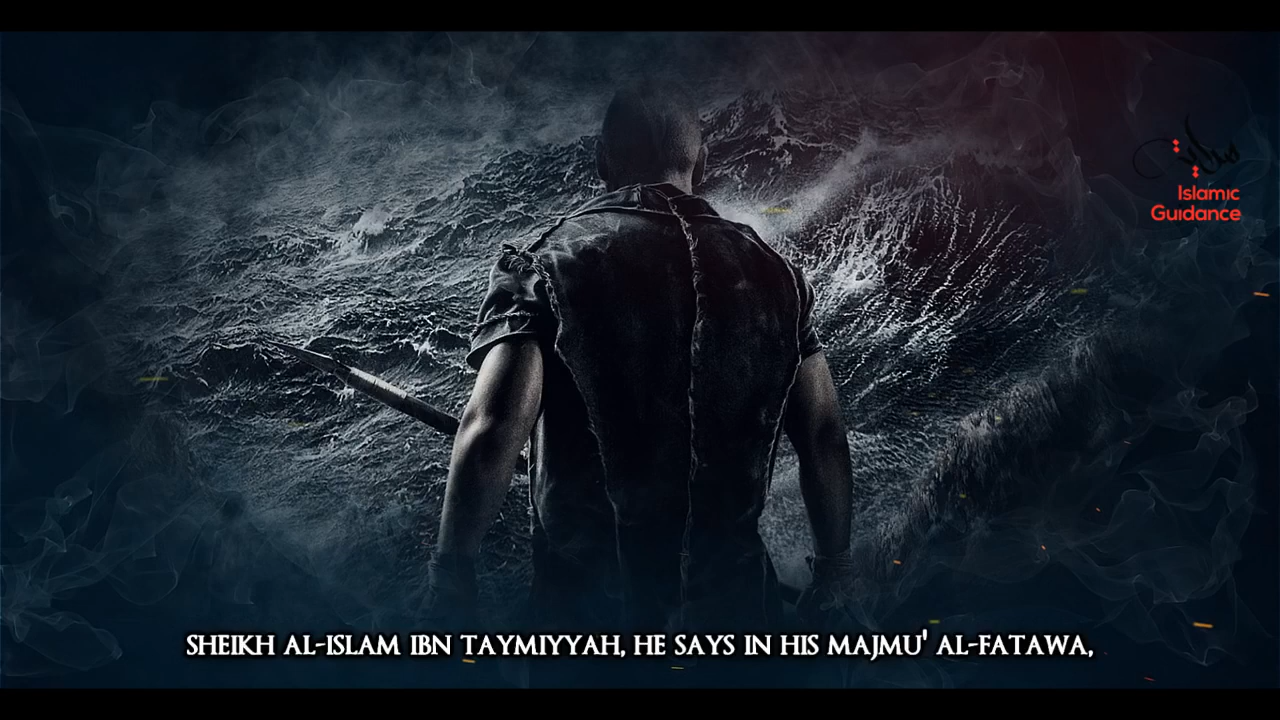 Islamic
Guidance
SHEIKH AL-ISLAM IBN TAYMIYYAH, HE SAYS IN HIS MAJMU' AL-FATAWA,